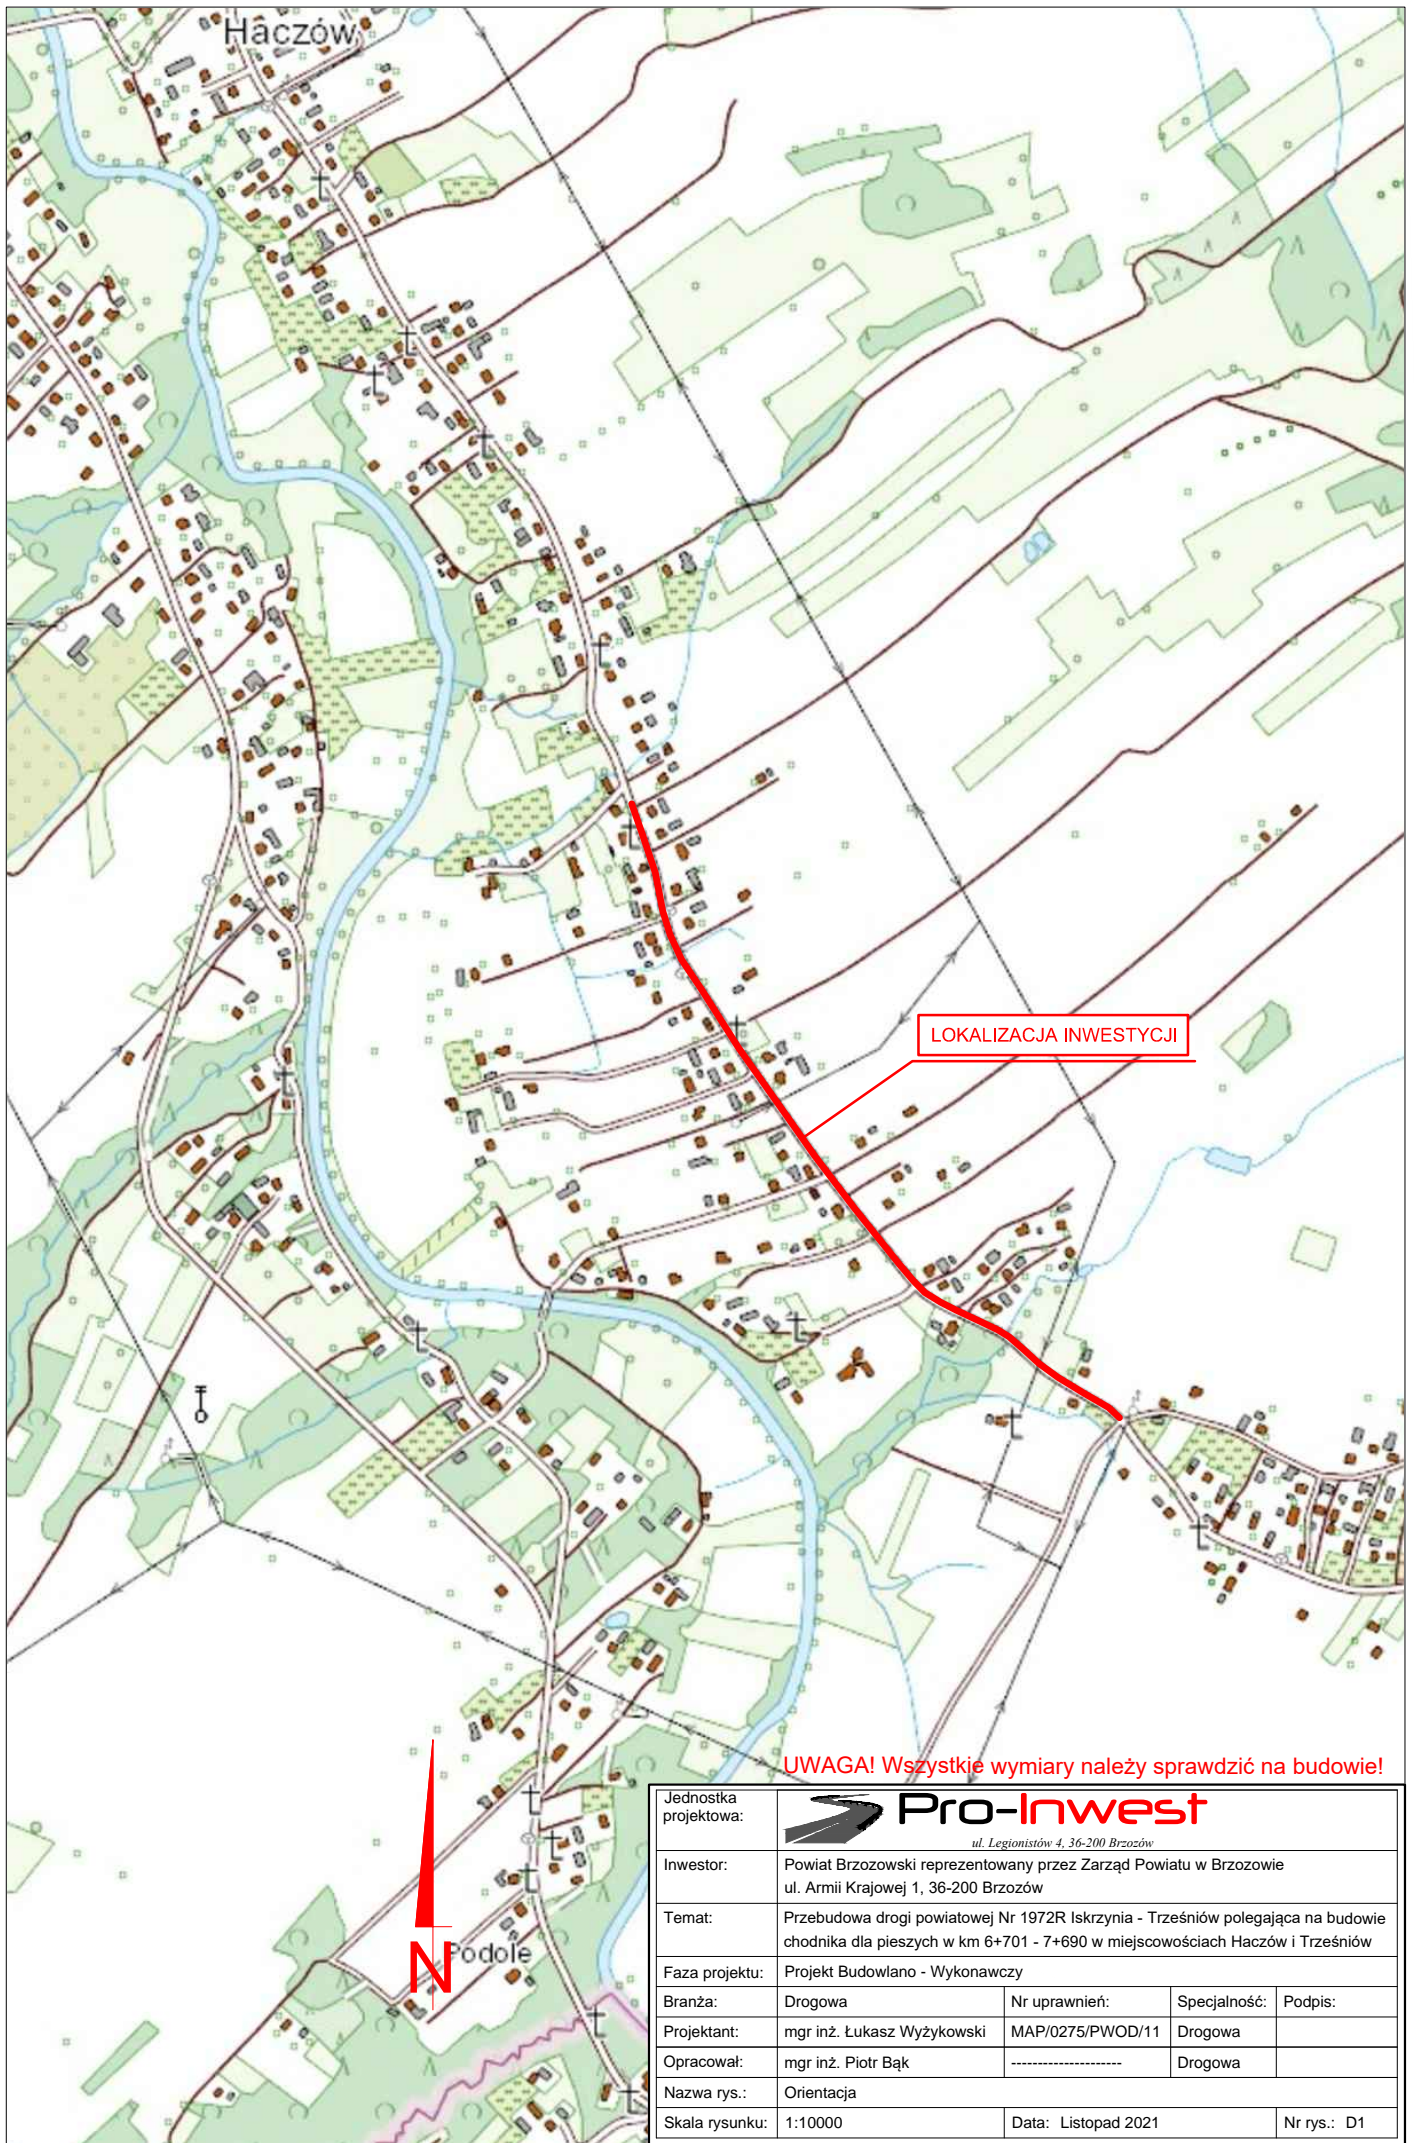 Haczów
LOKALIZACJA INWESTYCJI
UWAGA! Wszystkie wymiary należy sprawdzić na budowie!
N
Podole
Jednostka
projektowa:
Pro-Inwest
ul. Legionistów 4, 36-200 Brzozów
Inwestor:
Powiat Brzozowski reprezentowany przez Zarząd Powiatu w Brzozowie
ul. Armii Krajowej 1, 36-200 Brzozów
Temat:
Przebudowa drogi powiatowej Nr 1972R Iskrzynia - Trześniów polegająca na budowie
chodnika dla pieszych w km 6+701 - 7+690 w miejscowościach Haczów i Trześniów
Faza projektu: Projekt Budowlano - Wykonawczy
Branża: Drogowa Nr uprawnień: Specjalność: Podpis:
Projektant: mgr inż. Łukasz Wyżykowski MAP/0275/PWOD/11 Drogowa
Opracował: mgr inż. Piotr Bąk --------------------- Drogowa
Nazwa rys.: Orientacja
Skala rysunku: 1:10000 Data: Listopad 2021 Nr rys.: D1